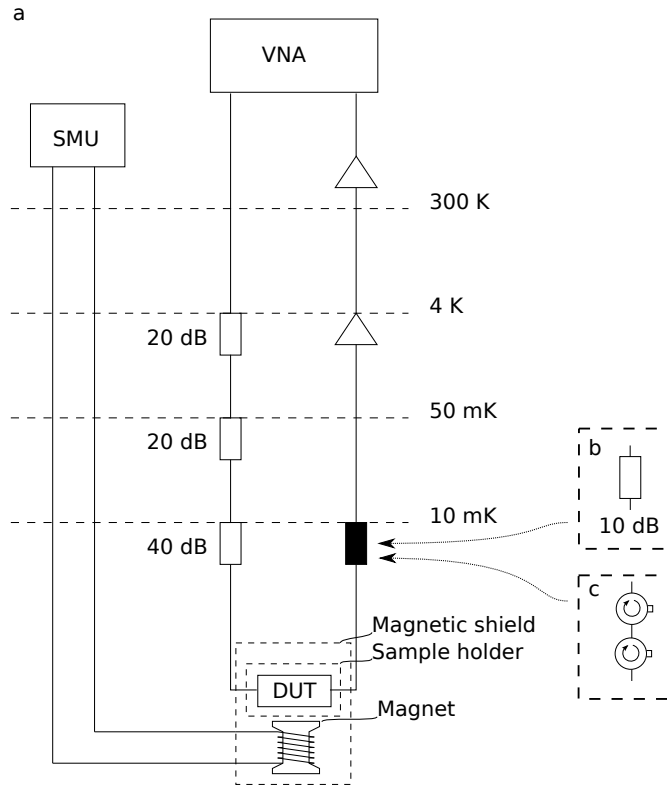 a
VNA
SMU
300 K
4 K
20 dB
50 mK
20 dB
10 mK
40 dB
b
10 dB
c
Magnetic shield
Sample holder
DUT
Magnet